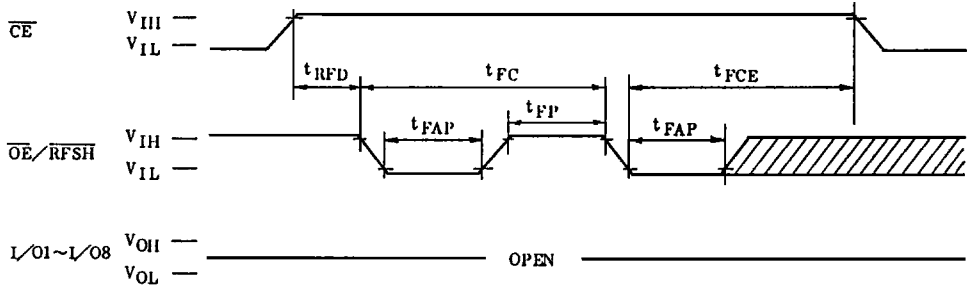 CE VIH
VIL
tRFD tFC tFCE
tFAP tFP tFAP
OE/RFSH VIH
VIL
I/O1~I/O8 VOH
OPEN
VOL